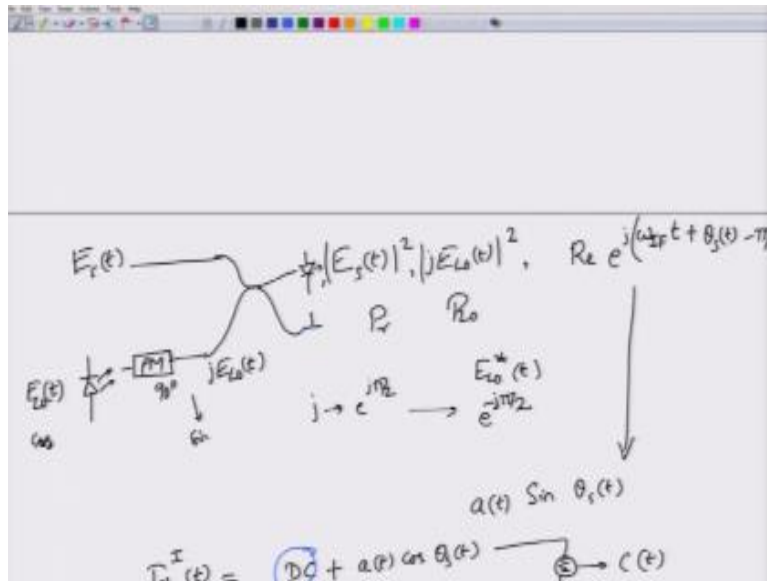 E_r(t) |E_s(t)|², |jE_LO(t)|², Re e^{j(ω_IF t + θ_s(t) - π
P_r P_LO
E_LO(t) PM jE_LO(t)
90°
j → e^{jπ/2} → E_LO*(t) e^{-jπ/2}
cos sin
a(t) Sin θ_s(t)
I(t) = DC + a(t) cos θ_s(t) → C(t)